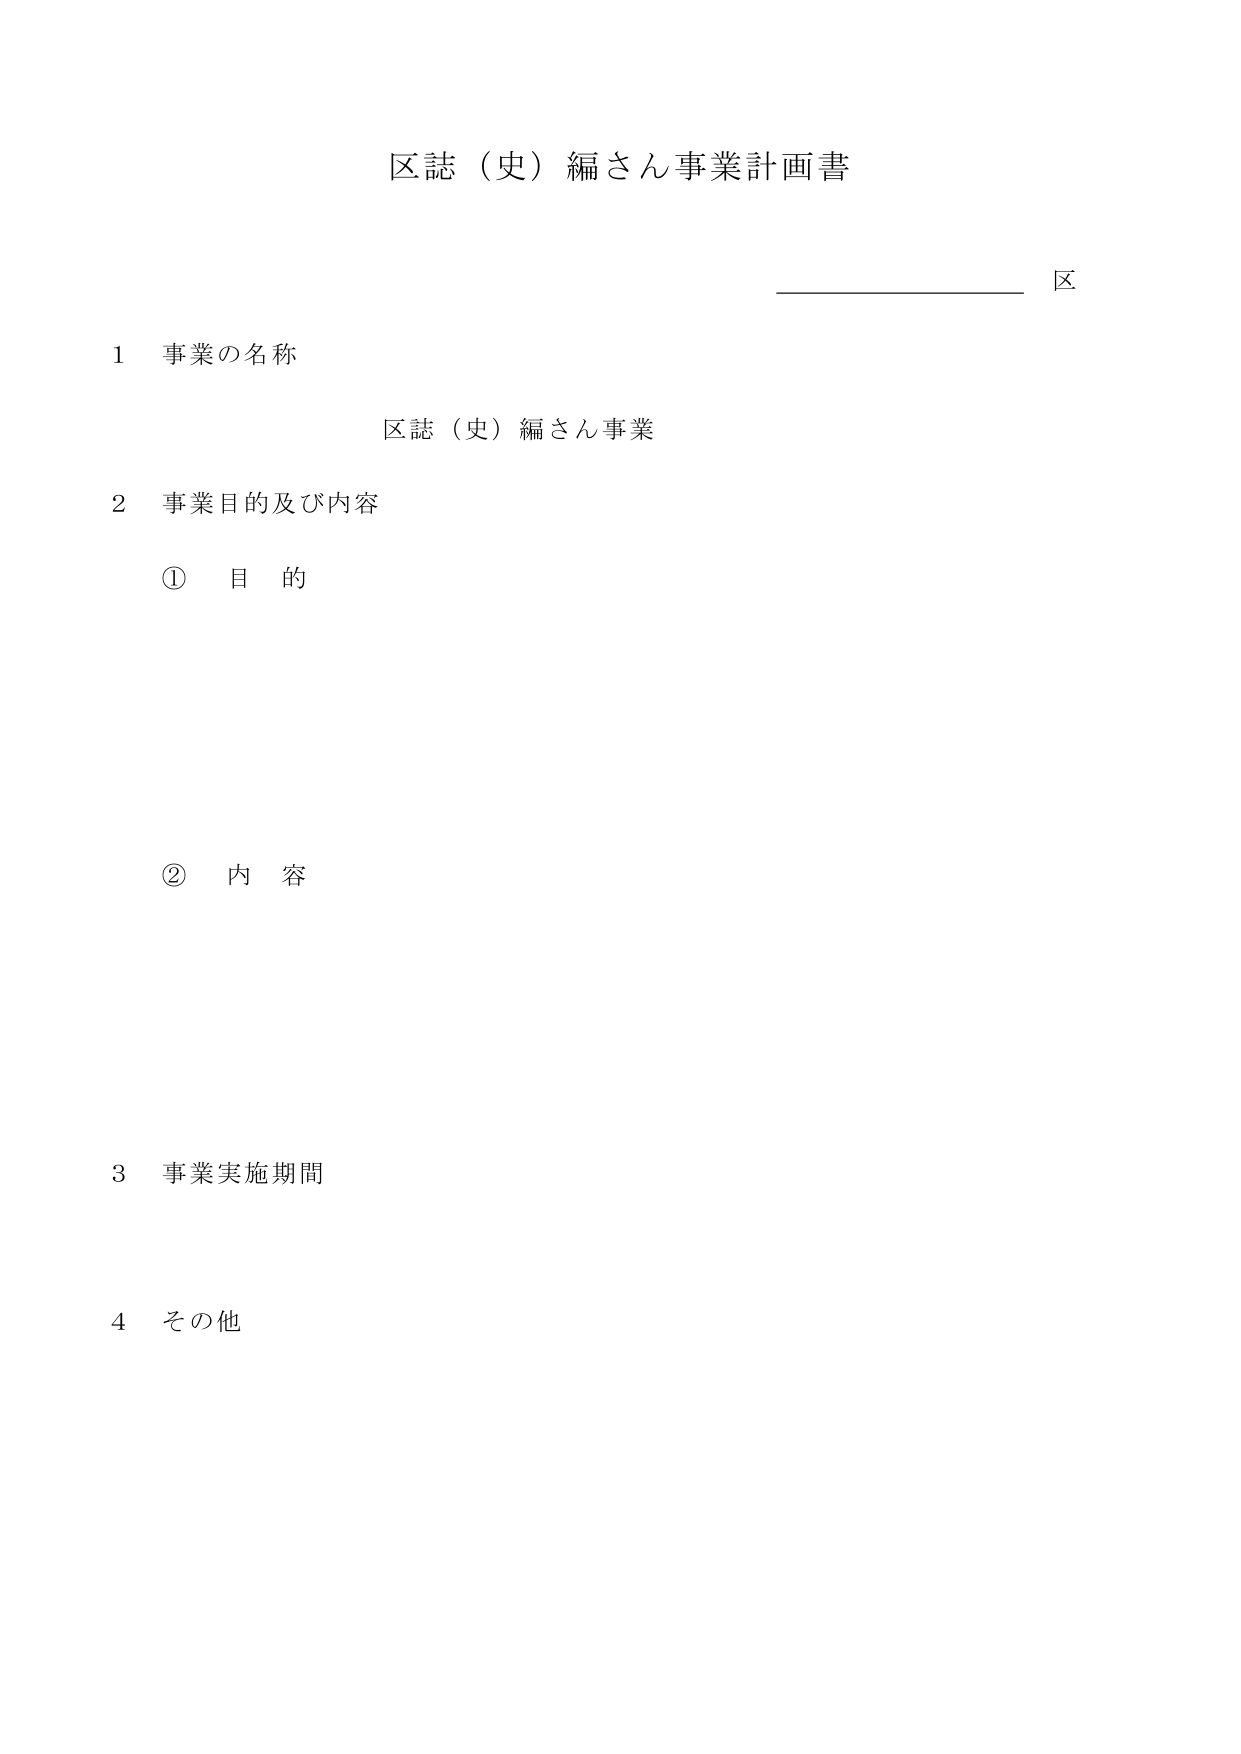 区誌（史）編さん事業計画書
区
１　事業の名称
区誌（史）編さん事業
２　事業目的及び内容
①　目　的
②　内　容
３　事業実施期間
４　その他